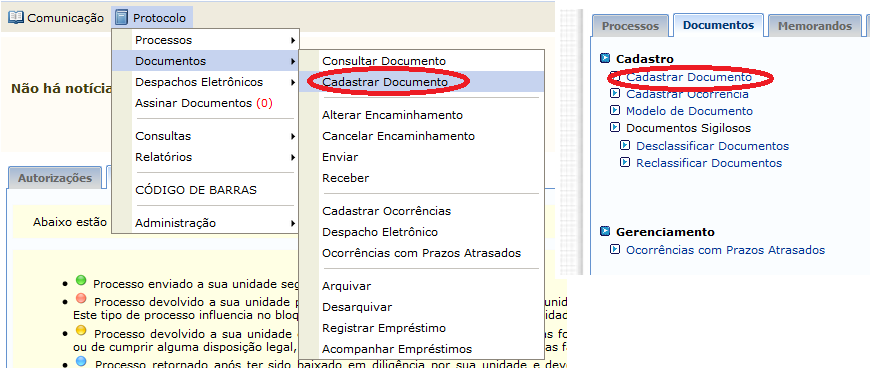 Comunicação
Protocolo
Não há notícia
Processos
Documentos
Despachos Eletrônicos
Assinar Documentos (0)
Consultas
Relatórios
CÓDIGO DE BARRAS
Administração
Consultar Documento
Cadastrar Documento
Alterar Encaminhamento
Cancelar Encaminhamento
Enviar
Receber
Cadastrar Ocorrências
Despacho Eletrônico
Ocorrências com Prazos Atrasados
Arquivar
Desarquivar
Registrar Empréstimo
Acompanhar Empréstimos
Autorizações
Abaixo estão
Processo enviado a sua unidade
Processo devolvido a sua unidade
Este tipo de processo influencia no
Processo devolvido a sua unidade
ou de cumprir alguma disposição legal,
Processo retornado após ter sido baixado em diligência por sua unidade e
Processos
Documentos
Memorandos
Cadastro
Cadastrar Documento
Cadastrar Ocorrência
Modelo de Documento
Documentos Sigilosos
Desclassificar Documentos
Reclassificar Documentos
Gerenciamento
Ocorrências com Prazos Atrasados